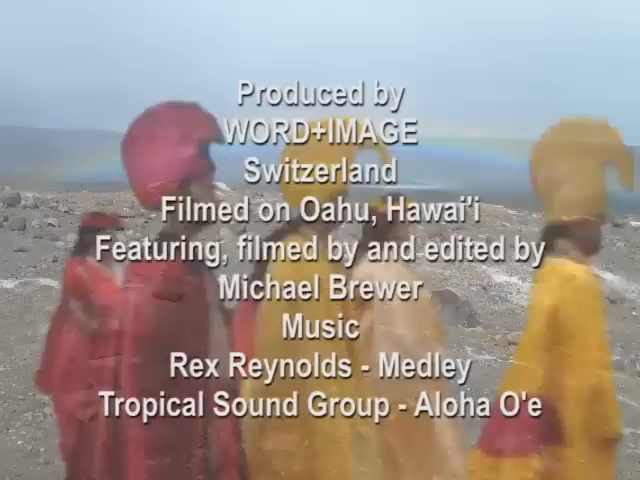 Produced by
WORD+IMAGE
Switzerland
Filmed on Oahu, Hawai'i
Featuring, filmed by and edited by
Michael Brewer
Music
Rex Reynolds - Medley
Tropical Sound Group - Aloha O'e